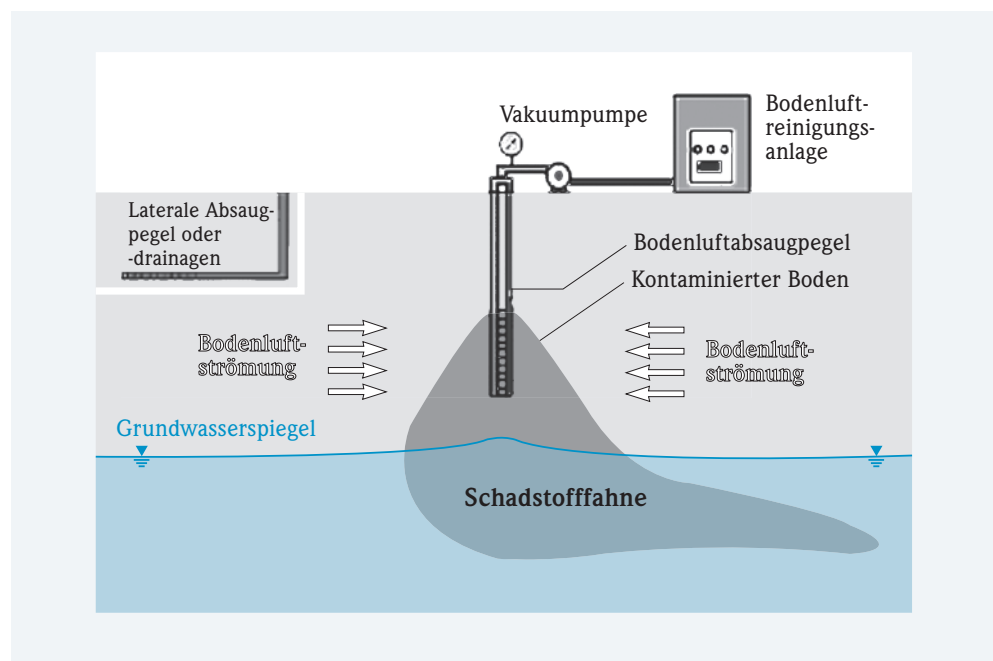 Vakuumpumpe
Bodenluft-
reinigungs-
anlage
Laterale Absaug-
pegel oder
-drainagen
Bodenluftabsaugpegel
Kontaminierter Boden
Bodenluft-
strömung
Bodenluft-
strömung
Grundwasserspiegel
Schadstofffahne